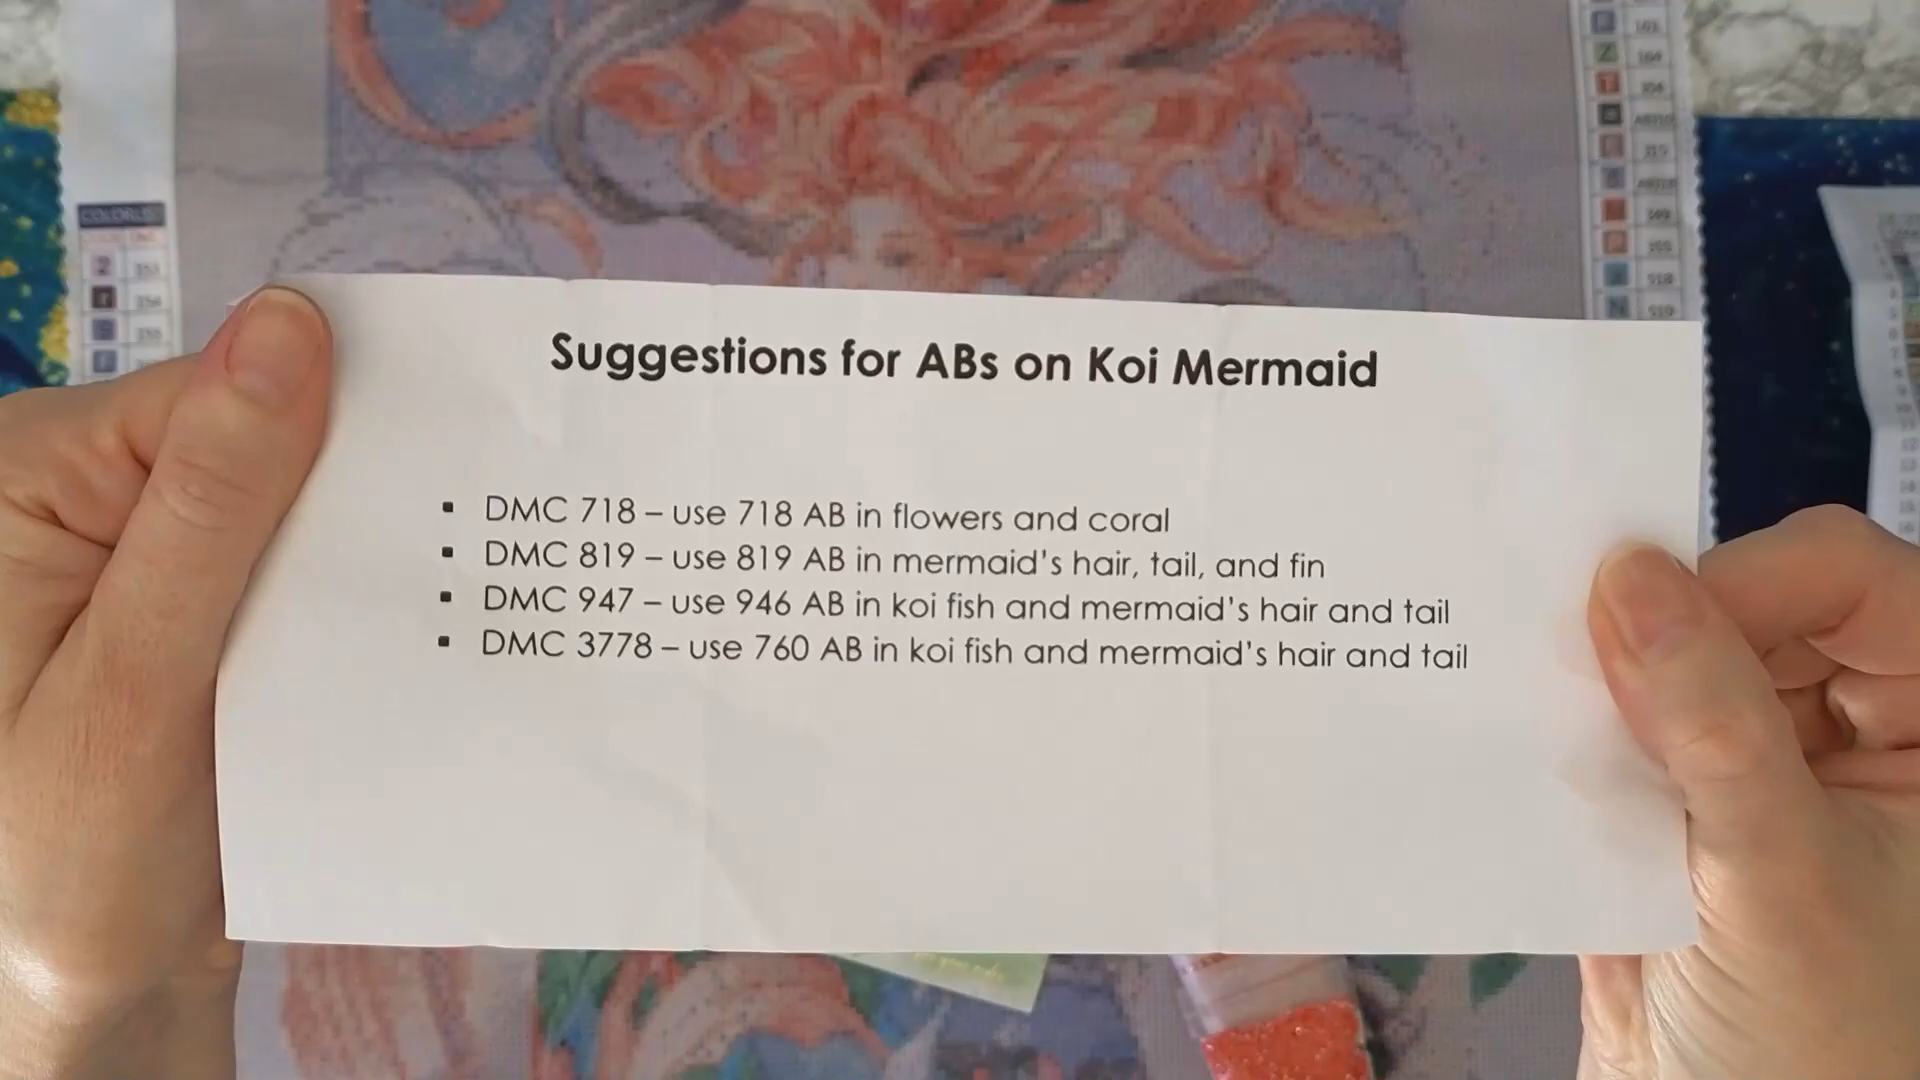 Suggestions for ABs on Koi Mermaid
▪ DMC 718 – use 718 AB in flowers and coral
▪ DMC 819 – use 819 AB in mermaid's hair, tail, and fin
▪ DMC 947 – use 946 AB in koi fish and mermaid's hair and tail
▪ DMC 3778 – use 760 AB in koi fish and mermaid's hair and tail